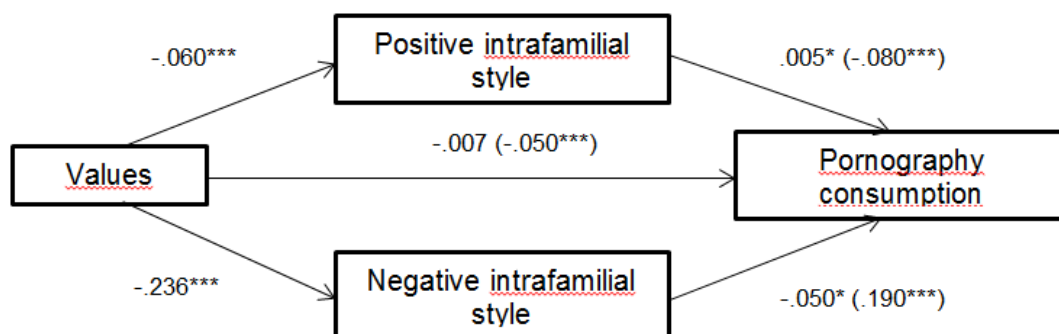 Positive intrafamilial
style
-.060***
.005* (-.080***)
-.007 (-.050***)
Values
Pornography
consumption
Negative intrafamilial
style
-.236***
-.050* (.190***)